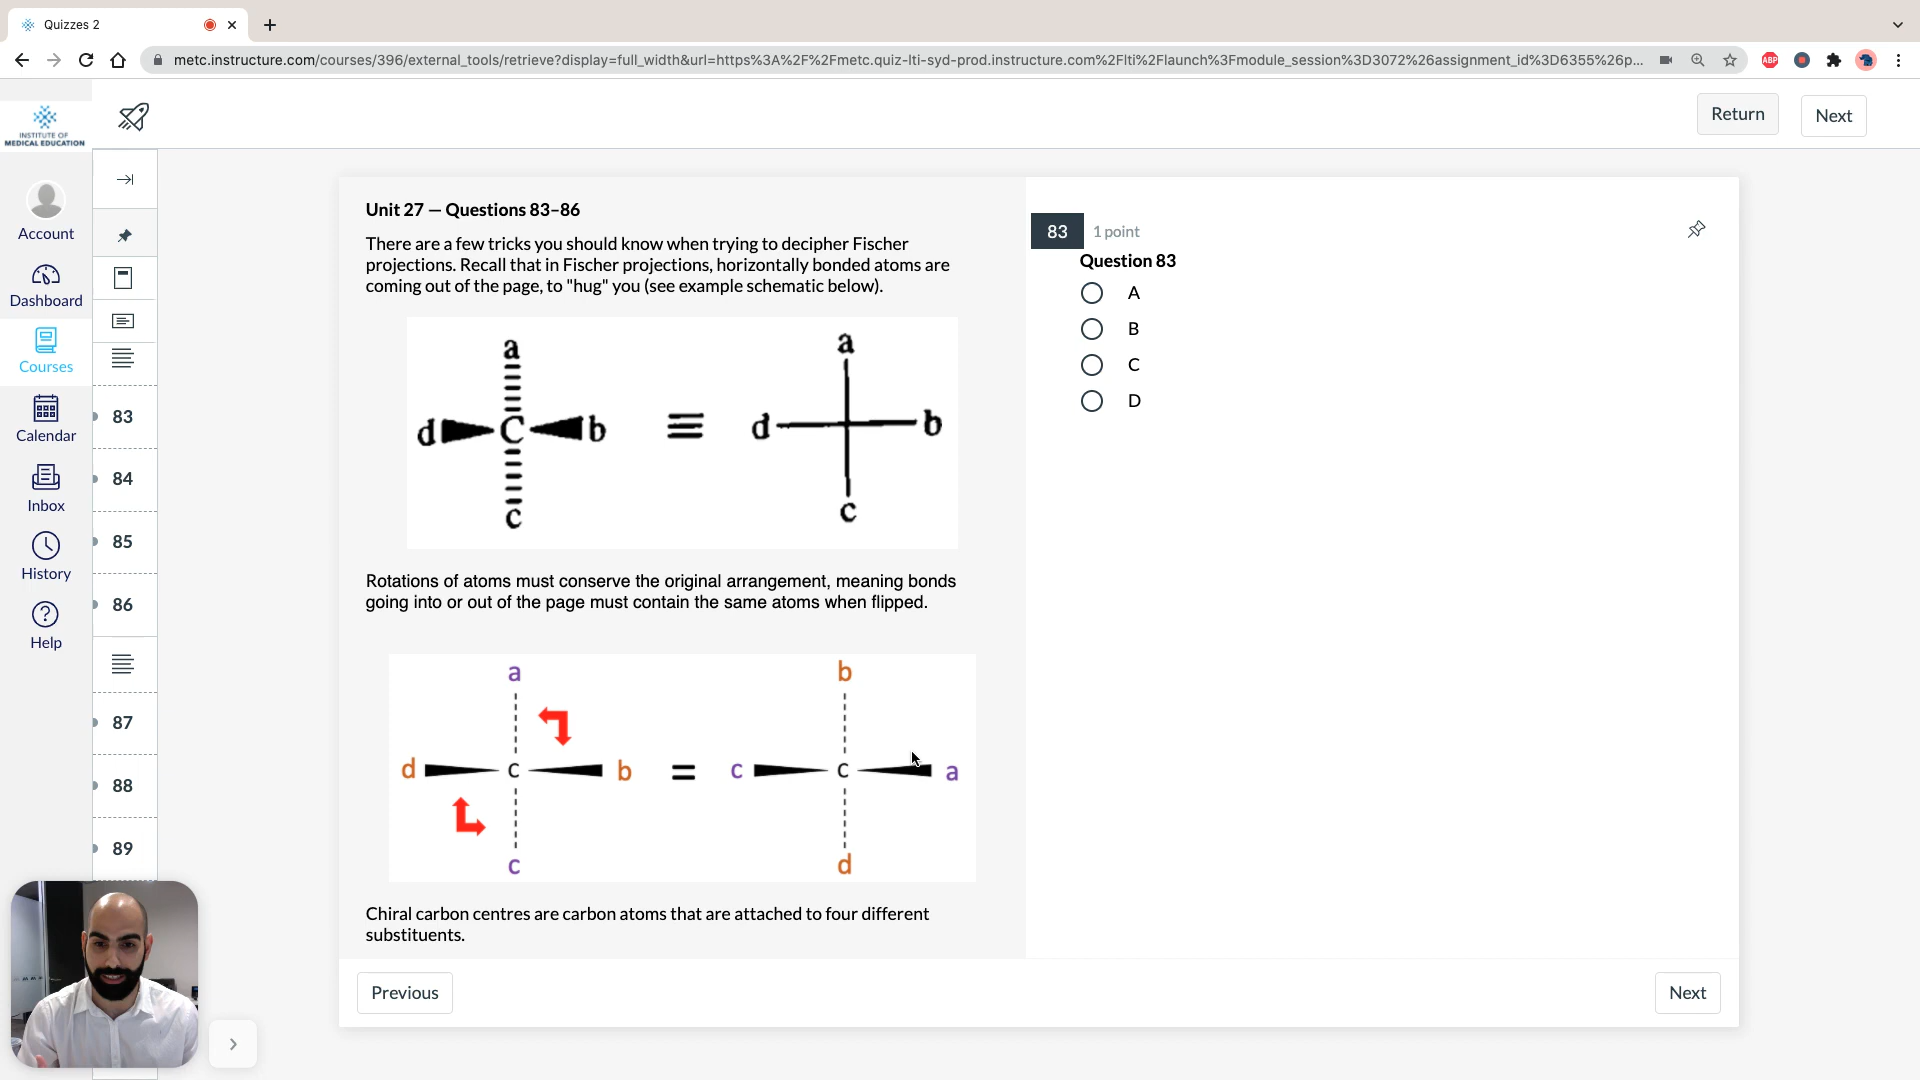 Quizzes 2
metc.instructure.com/courses/396/external_tools/retrieve?display=full_width&url=https%3A%2F%2Fmetc.quiz-lti-syd-prod.instructure.com%2Flti%2Flaunch%3Fmodule_session%3D3072%26assignment_id%3D6355%26p...
ABP
INSTITUTE OF
MEDICAL EDUCATION
Return
Next
Account
Dashboard
Courses
Calendar
Inbox
History
Help
83
84
85
86
87
88
89
Unit 27 — Questions 83–86
There are a few tricks you should know when trying to decipher Fischer
projections. Recall that in Fischer projections, horizontally bonded atoms are
coming out of the page, to "hug" you (see example schematic below).
a
d C b ≡ d b
c
a
c
Rotations of atoms must conserve the original arrangement, meaning bonds
going into or out of the page must contain the same atoms when flipped.
a b
d c b = c c a
c d
Chiral carbon centres are carbon atoms that are attached to four different
substituents.
83 1 point
Question 83
A
B
C
D
Previous
Next